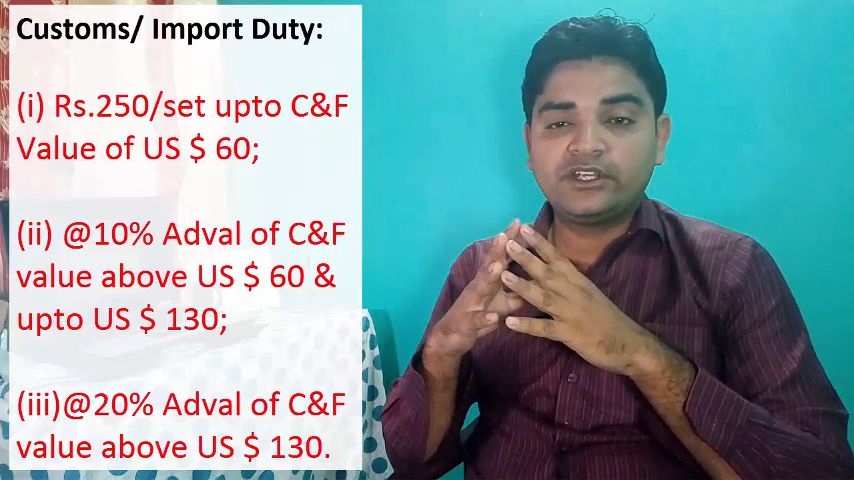 Customs/ Import Duty:
(i) Rs.250/set upto C&F
Value of US $ 60;
(ii) @10% Adval of C&F
value above US $ 60 &
upto US $ 130;
(iii)@20% Adval of C&F
value above US $ 130.